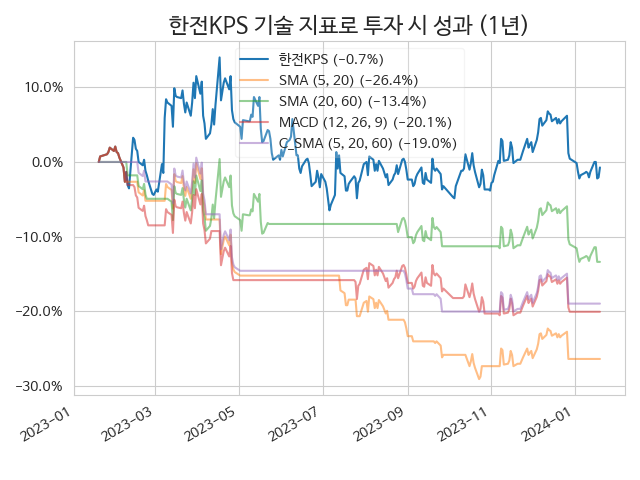 한전KPS 기술 지표로 투자 시 성과 (1년)
한전KPS (−0.7%)
SMA (5, 20) (−26.4%)
SMA (20, 60) (−13.4%)
MACD (12, 26, 9) (−20.1%)
C_SMA (5, 20, 60) (−19.0%)
10.0%
0.0%
−10.0%
−20.0%
−30.0%
2023−01
2023−03
2023−05
2023−07
2023−09
2023−11
2024−01